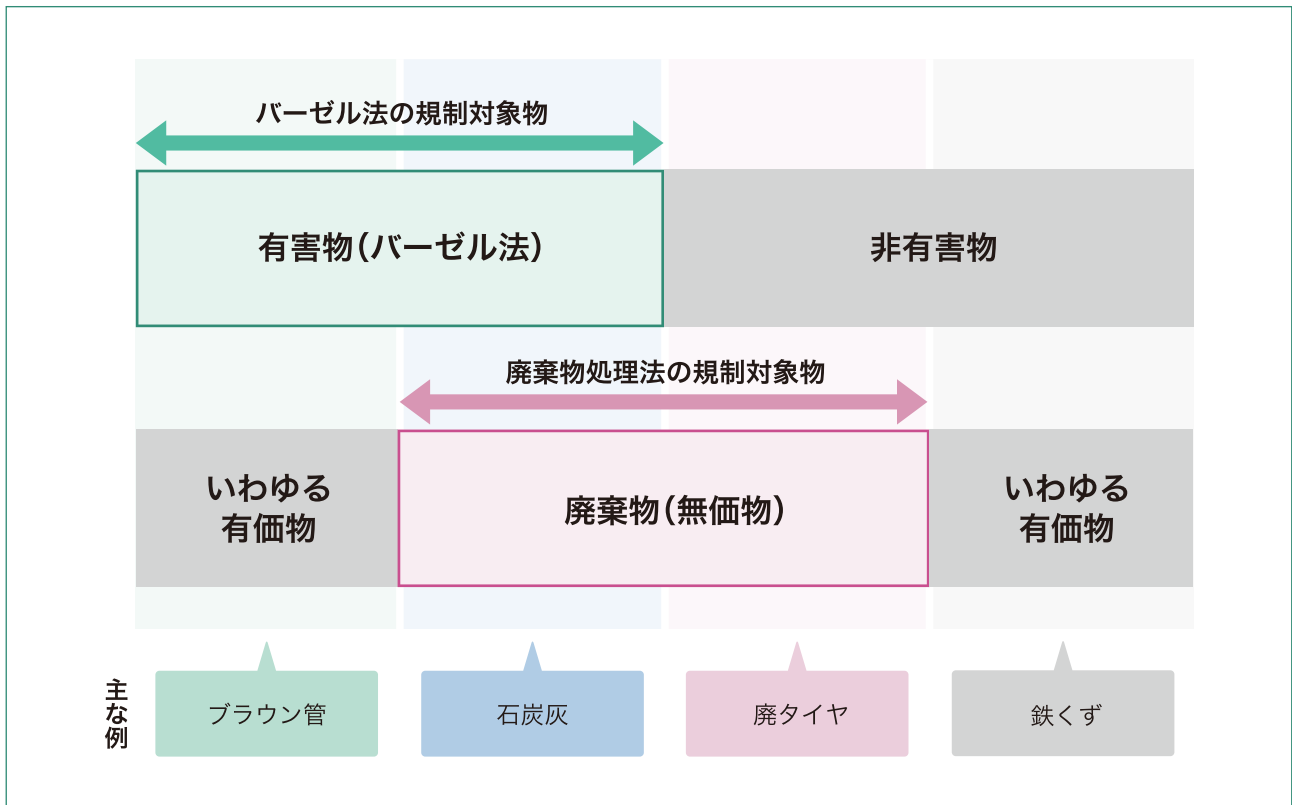 バーゼル法の規制対象物
有害物（バーゼル法）
非有害物
廃棄物処理法の規制対象物
いわゆる
有価物
廃棄物（無価物）
いわゆる
有価物
主な例
ブラウン管
石炭灰
廃タイヤ
鉄くず